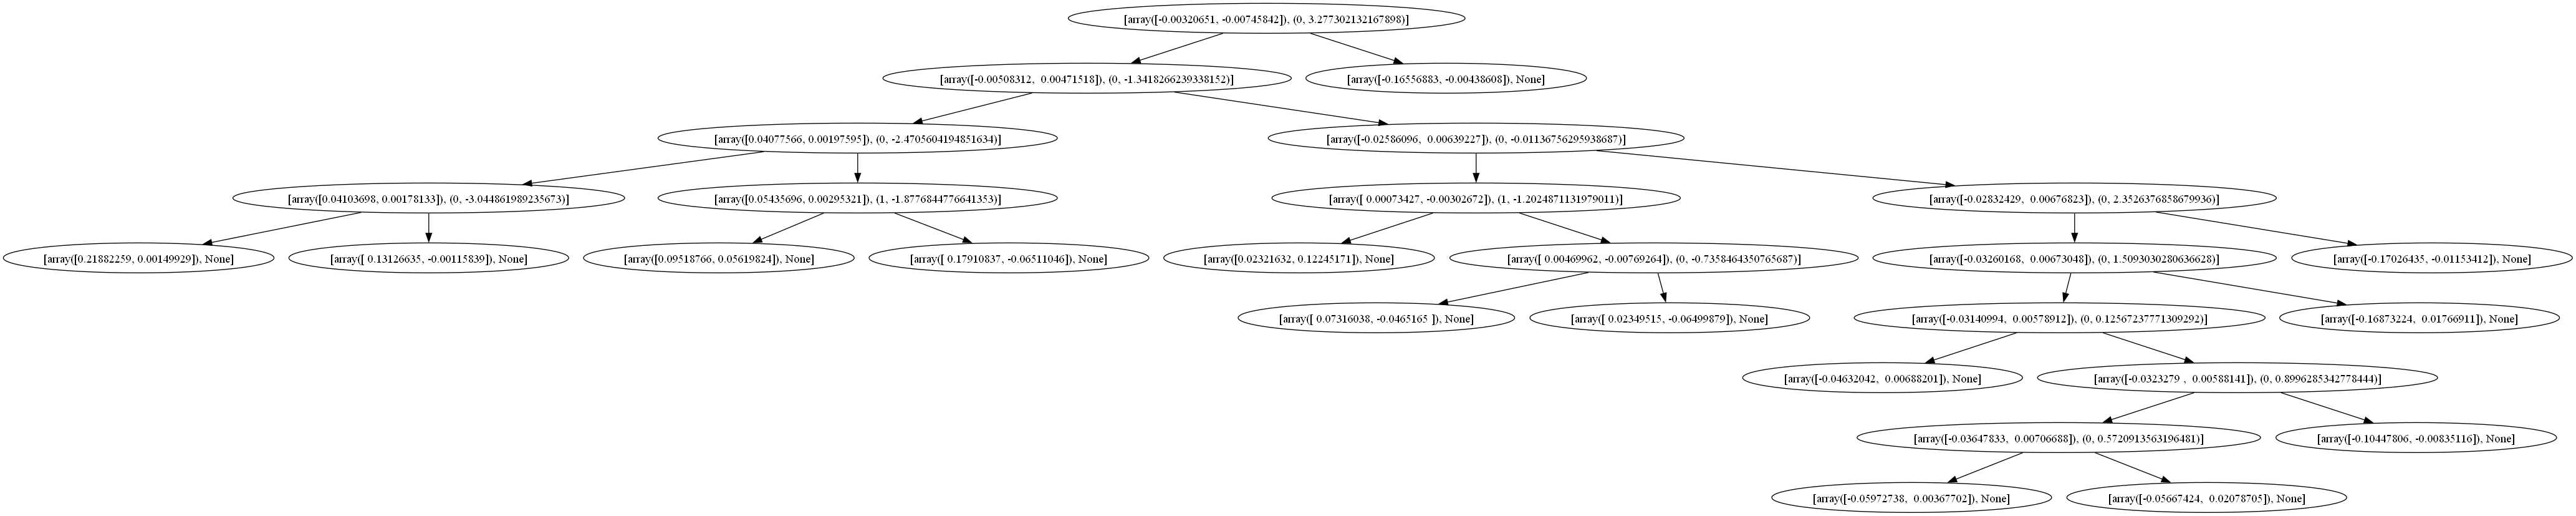 [array([-0.00320651, -0.00745842]), (0, 3.277302132167898)]
[array([-0.00508312,  0.00471518]), (0, -1.3418266239338152)]
[array([-0.16556883, -0.00438608]), None]
[array([0.04077566, 0.00197595]), (0, -2.4705604194851634)]
[array([-0.02586096,  0.00639227]), (0, -0.01136756295938687)]
[array([0.04103698, 0.00178133]), (0, -3.044861989235673)]
[array([0.05435696, 0.00295321]), (1, -1.8776844776641353)]
[array([ 0.00073427, -0.00302672]), (1, -1.2024871131979011)]
[array([-0.02832429,  0.00676823]), (0, 2.3526376858679936)]
[array([0.21882259, 0.00149929]), None]
[array([ 0.13126635, -0.00115839]), None]
[array([0.09518766, 0.05619824]), None]
[array([ 0.17910837, -0.06511046]), None]
[array([0.02321632, 0.12245171]), None]
[array([ 0.00469962, -0.00769264]), (0, -0.7358464350765687)]
[array([-0.03260168,  0.00673048]), (0, 1.5093030280636628)]
[array([-0.17026435, -0.01153412]), None]
[array([ 0.07316038, -0.0465165 ]), None]
[array([ 0.02349515, -0.06499879]), None]
[array([-0.03140994,  0.00578912]), (0, 0.12567237771309292)]
[array([-0.16873224,  0.01766911]), None]
[array([-0.04632042,  0.00688201]), None]
[array([-0.0323279 ,  0.00588141]), (0, 0.8996285342778444)]
[array([-0.03647833,  0.00706688]), (0, 0.5720913563196481)]
[array([-0.10447806, -0.00835116]), None]
[array([-0.05972738,  0.00367702]), None]
[array([-0.05667424,  0.02078705]), None]